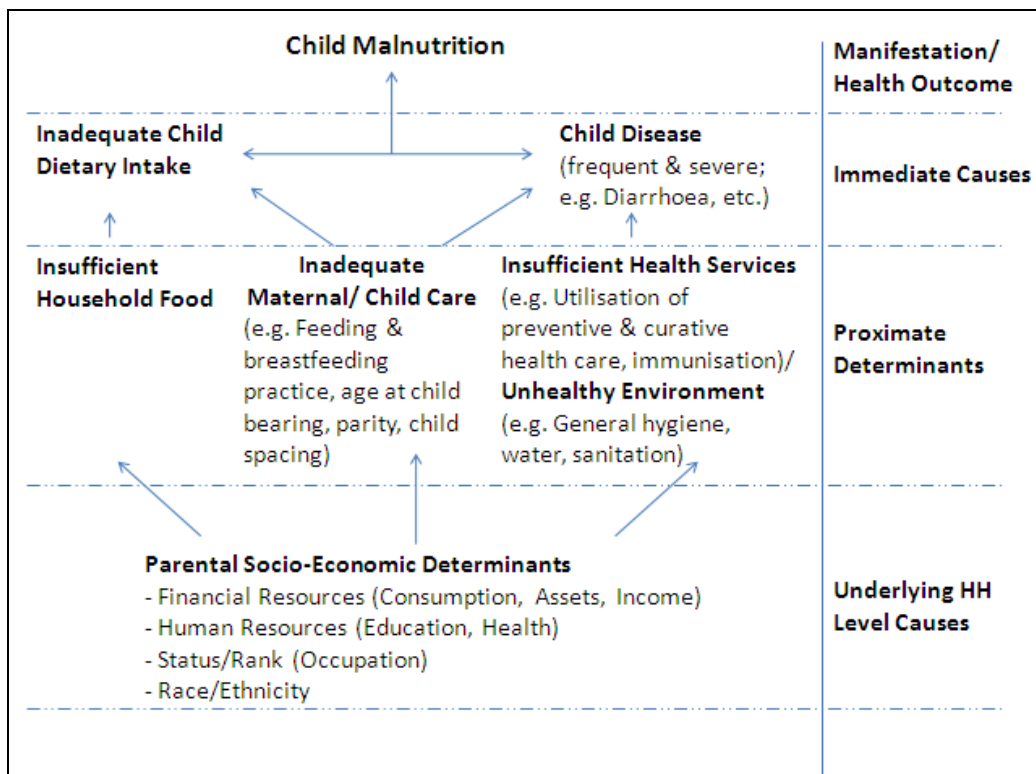 Child Malnutrition
Manifestation/
Health Outcome
Inadequate Child
Dietary Intake
Child Disease
(frequent & severe;
e.g. Diarrhoea, etc.)
Immediate Causes
Insufficient
Household Food
Inadequate
Maternal/ Child Care
(e.g. Feeding &
breastfeeding
practice, age at child
bearing, parity, child
spacing)
Insufficient Health Services
(e.g. Utilisation of
preventive & curative
health care, immunisation)/
Unhealthy Environment
(e.g. General hygiene,
water, sanitation)
Proximate
Determinants
Parental Socio-Economic Determinants
- Financial Resources (Consumption, Assets, Income)
- Human Resources (Education, Health)
- Status/Rank (Occupation)
- Race/Ethnicity
Underlying HH
Level Causes